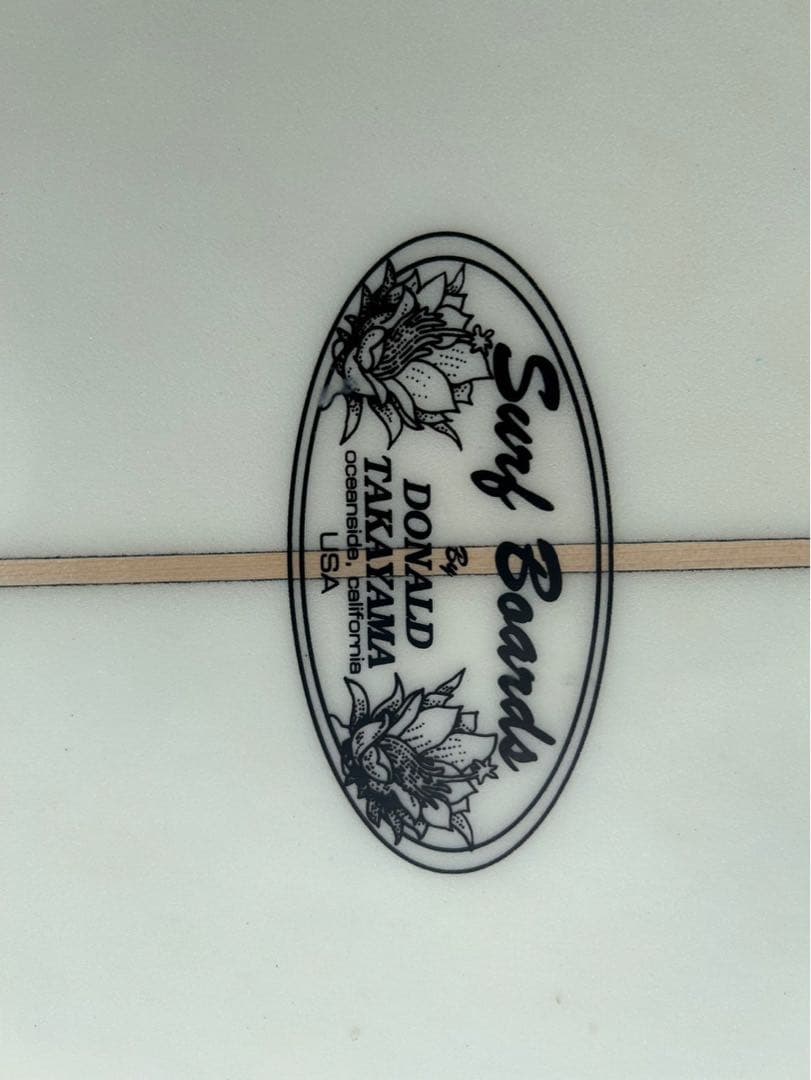 Surf Boards
By
DONALD
TAKAYAMA
oceanside, california
USA